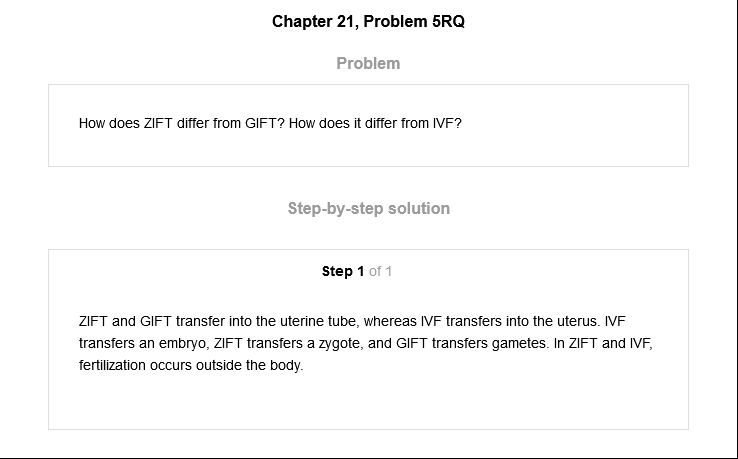 Chapter 21, Problem 5RQ
Problem
How does ZIFT differ from GIFT? How does it differ from IVF?
Step-by-step solution
Step 1 of 1
ZIFT and GIFT transfer into the uterine tube, whereas IVF transfers into the uterus. IVF
transfers an embryo, ZIFT transfers a zygote, and GIFT transfers gametes. In ZIFT and IVF,
fertilization occurs outside the body.